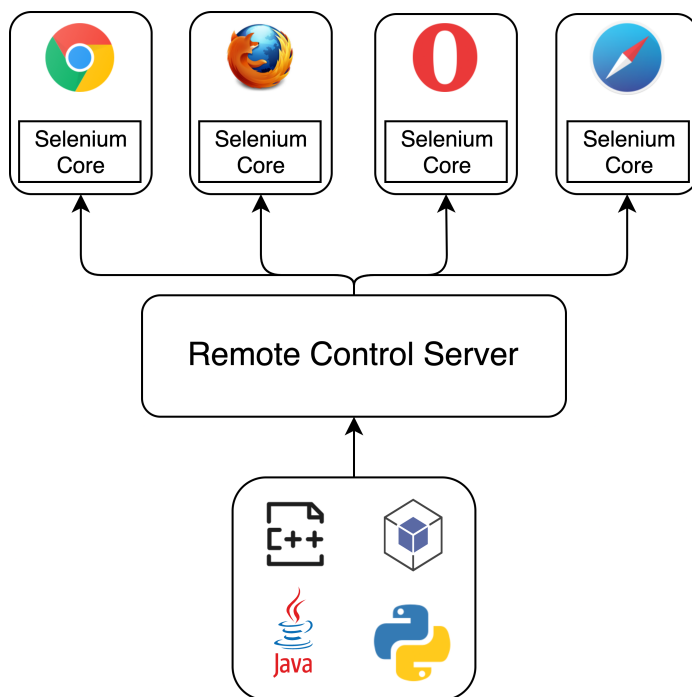 Selenium
Core
Selenium
Core
Selenium
Core
Selenium
Core
Remote Control Server
C++
Java